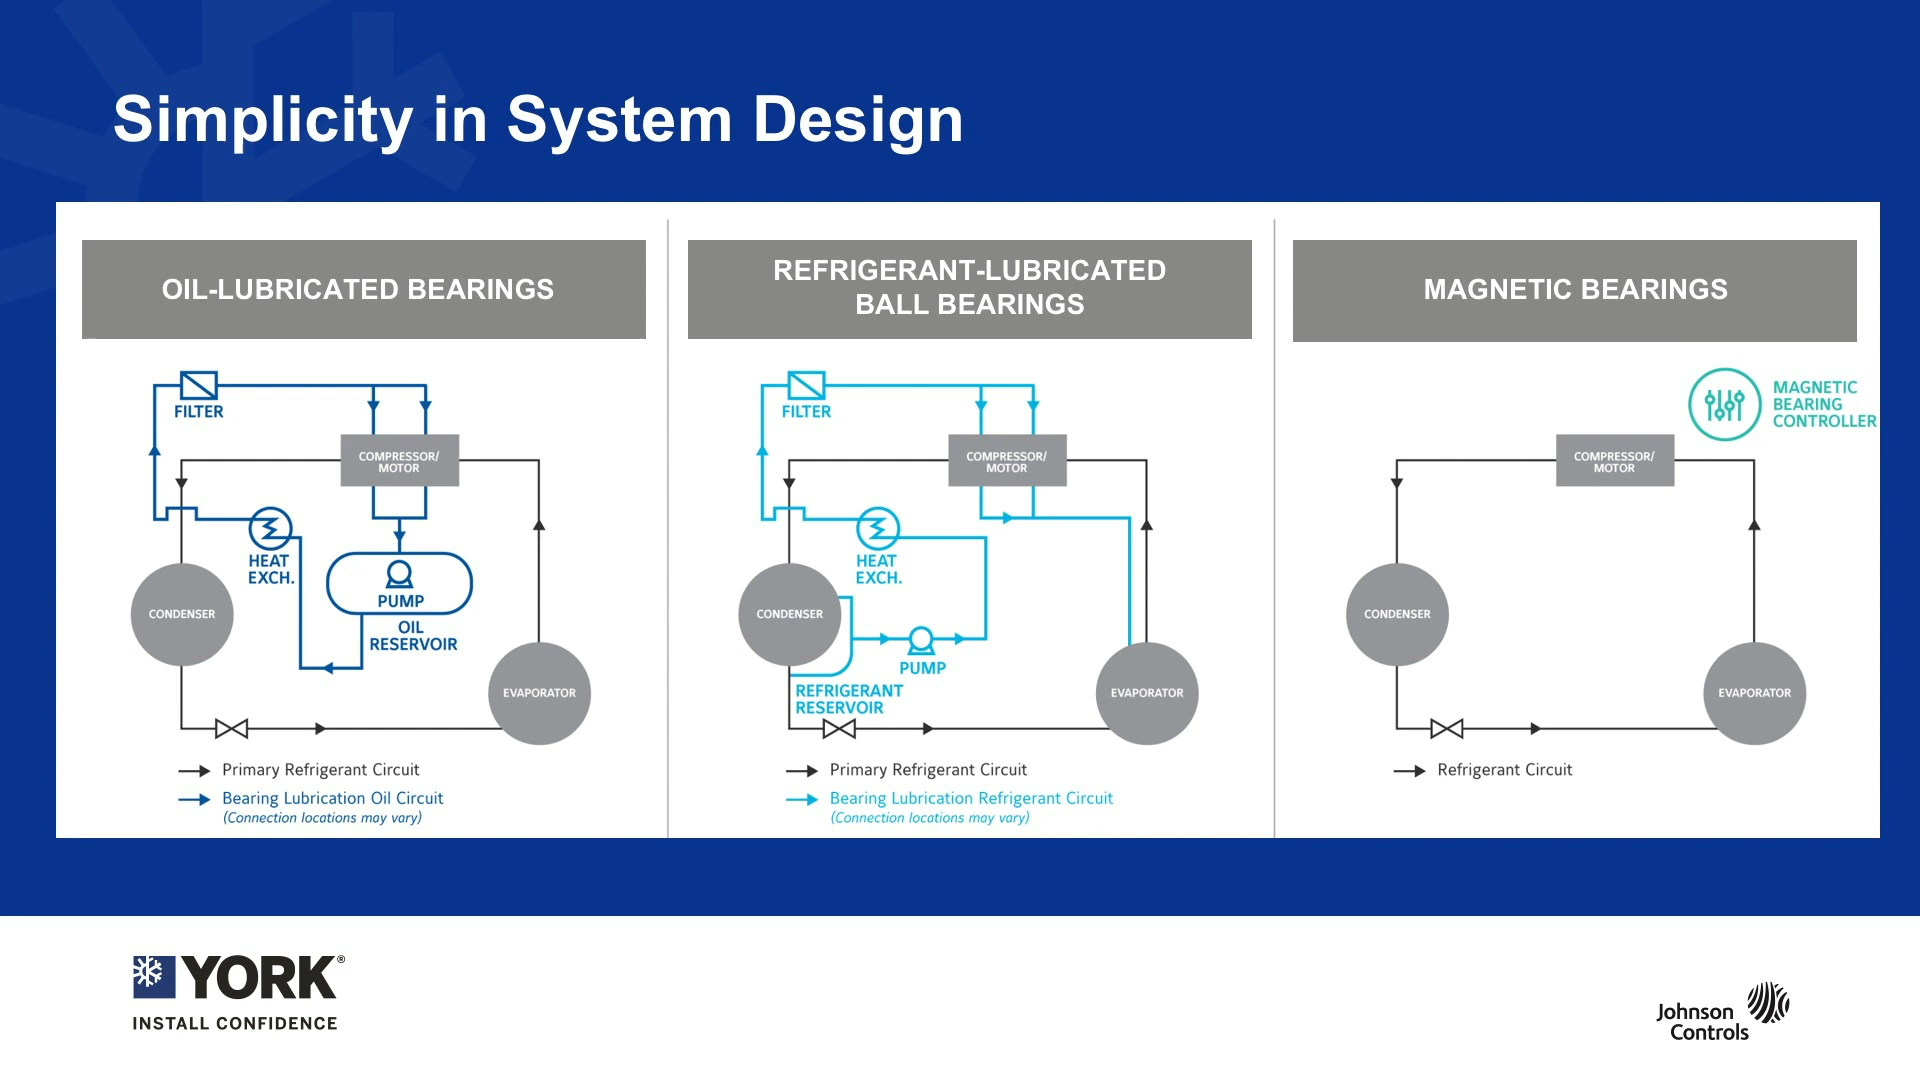 Simplicity in System Design
OIL-LUBRICATED BEARINGS
FILTER
COMPRESSOR/
MOTOR
HEAT
EXCH.
CONDENSER
PUMP
OIL
RESERVOIR
EVAPORATOR
Primary Refrigerant Circuit
Bearing Lubrication Oil Circuit
(Connection locations may vary)
REFRIGERANT-LUBRICATED
BALL BEARINGS
FILTER
COMPRESSOR/
MOTOR
HEAT
EXCH.
CONDENSER
PUMP
REFRIGERANT
RESERVOIR
EVAPORATOR
Primary Refrigerant Circuit
Bearing Lubrication Refrigerant Circuit
(Connection locations may vary)
MAGNETIC BEARINGS
MAGNETIC
BEARING
CONTROLLER
COMPRESSOR/
MOTOR
CONDENSER
EVAPORATOR
Refrigerant Circuit
YORK®
INSTALL CONFIDENCE
Johnson
Controls